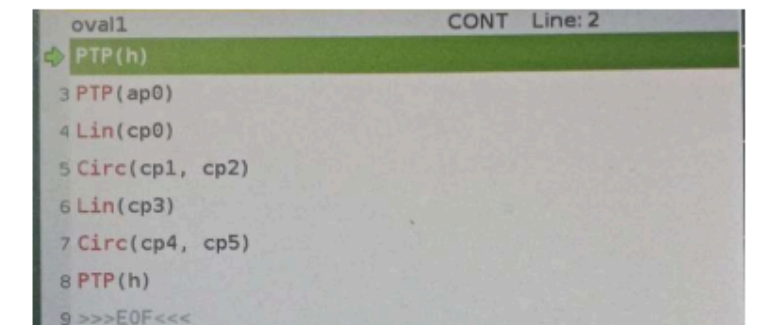 oval1 CONT Line: 2
PTP(h)
3 PTP(ap0)
4 Lin(cp0)
5 Circ(cp1, cp2)
6 Lin(cp3)
7 Circ(cp4, cp5)
8 PTP(h)
9 >>>EOF<<<